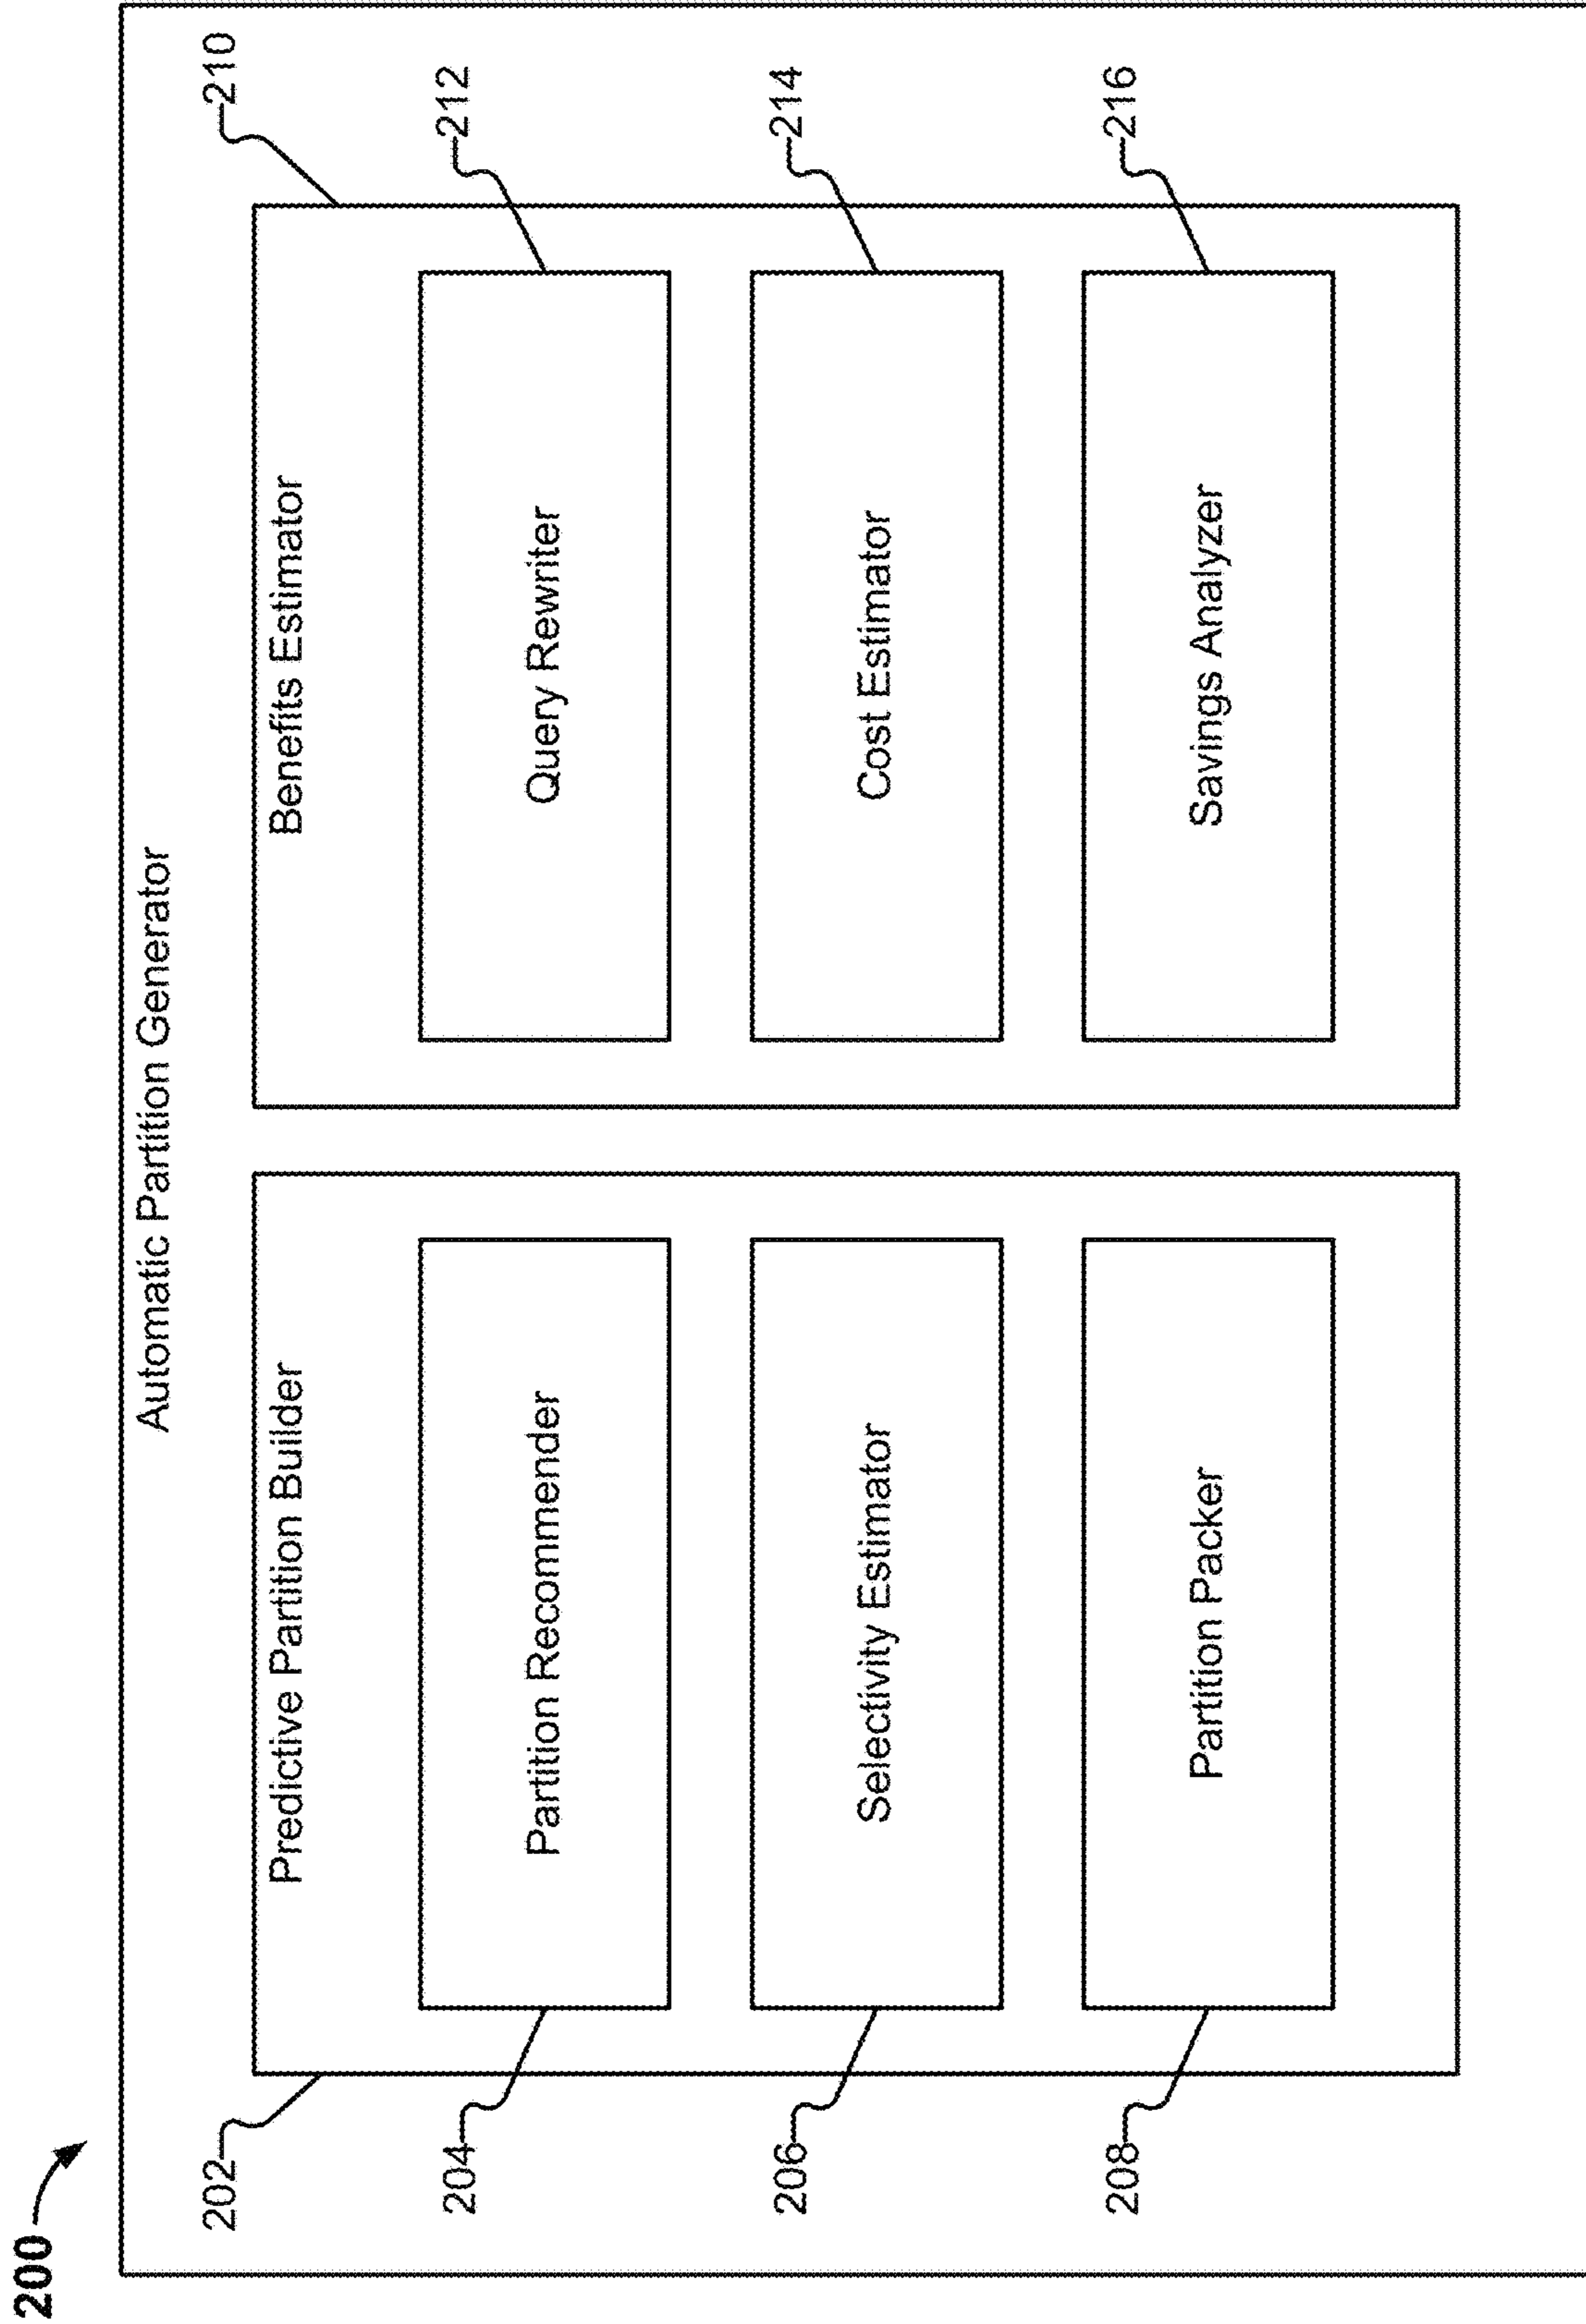 200
Automatic Partition Generator
202
Predictive Partition Builder
204
Partition Recommender
206
Selectivity Estimator
208
Partition Packer
210
Benefits Estimator
212
Query Rewriter
214
Cost Estimator
216
Savings Analyzer